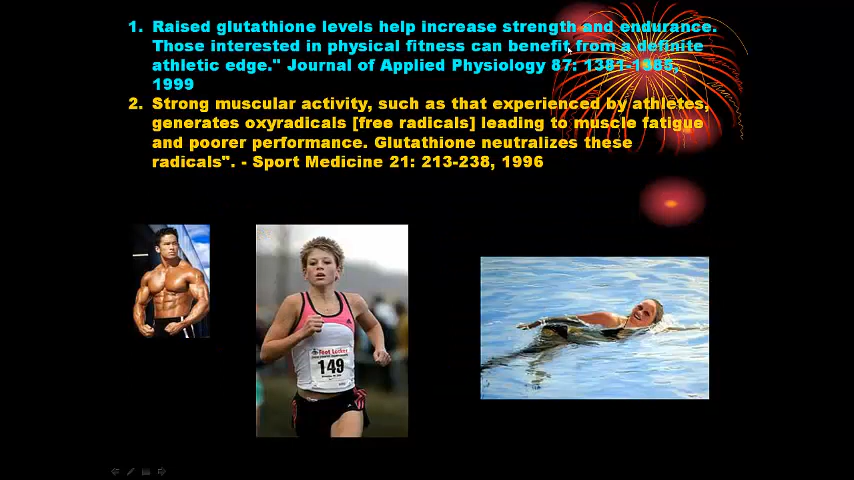 1. Raised glutathione levels help increase strength and endurance.
Those interested in physical fitness can benefit from a definite
athletic edge." Journal of Applied Physiology 87: 1381-1385,
1999
2. Strong muscular activity, such as that experienced by athletes,
generates oxyradicals [free radicals] leading to muscle fatigue
and poorer performance. Glutathione neutralizes these
radicals". - Sport Medicine 21: 213-238, 1996
Foot Locker
149